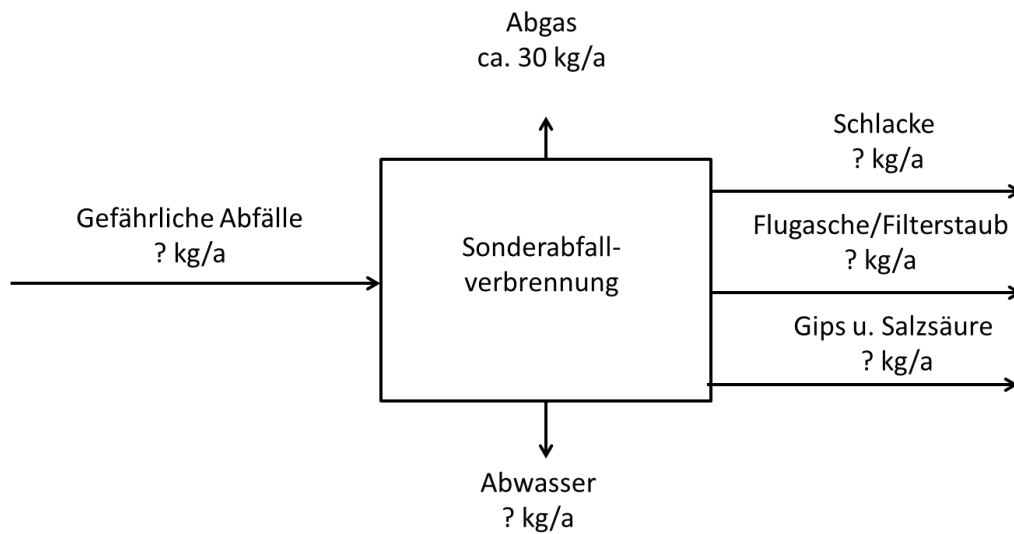 Abgas
ca. 30 kg/a
Schlacke
? kg/a
Gefährliche Abfälle
? kg/a
Sonderabfall-
verbrennung
Flugasche/Filterstaub
? kg/a
Gips u. Salzsäure
? kg/a
Abwasser
? kg/a